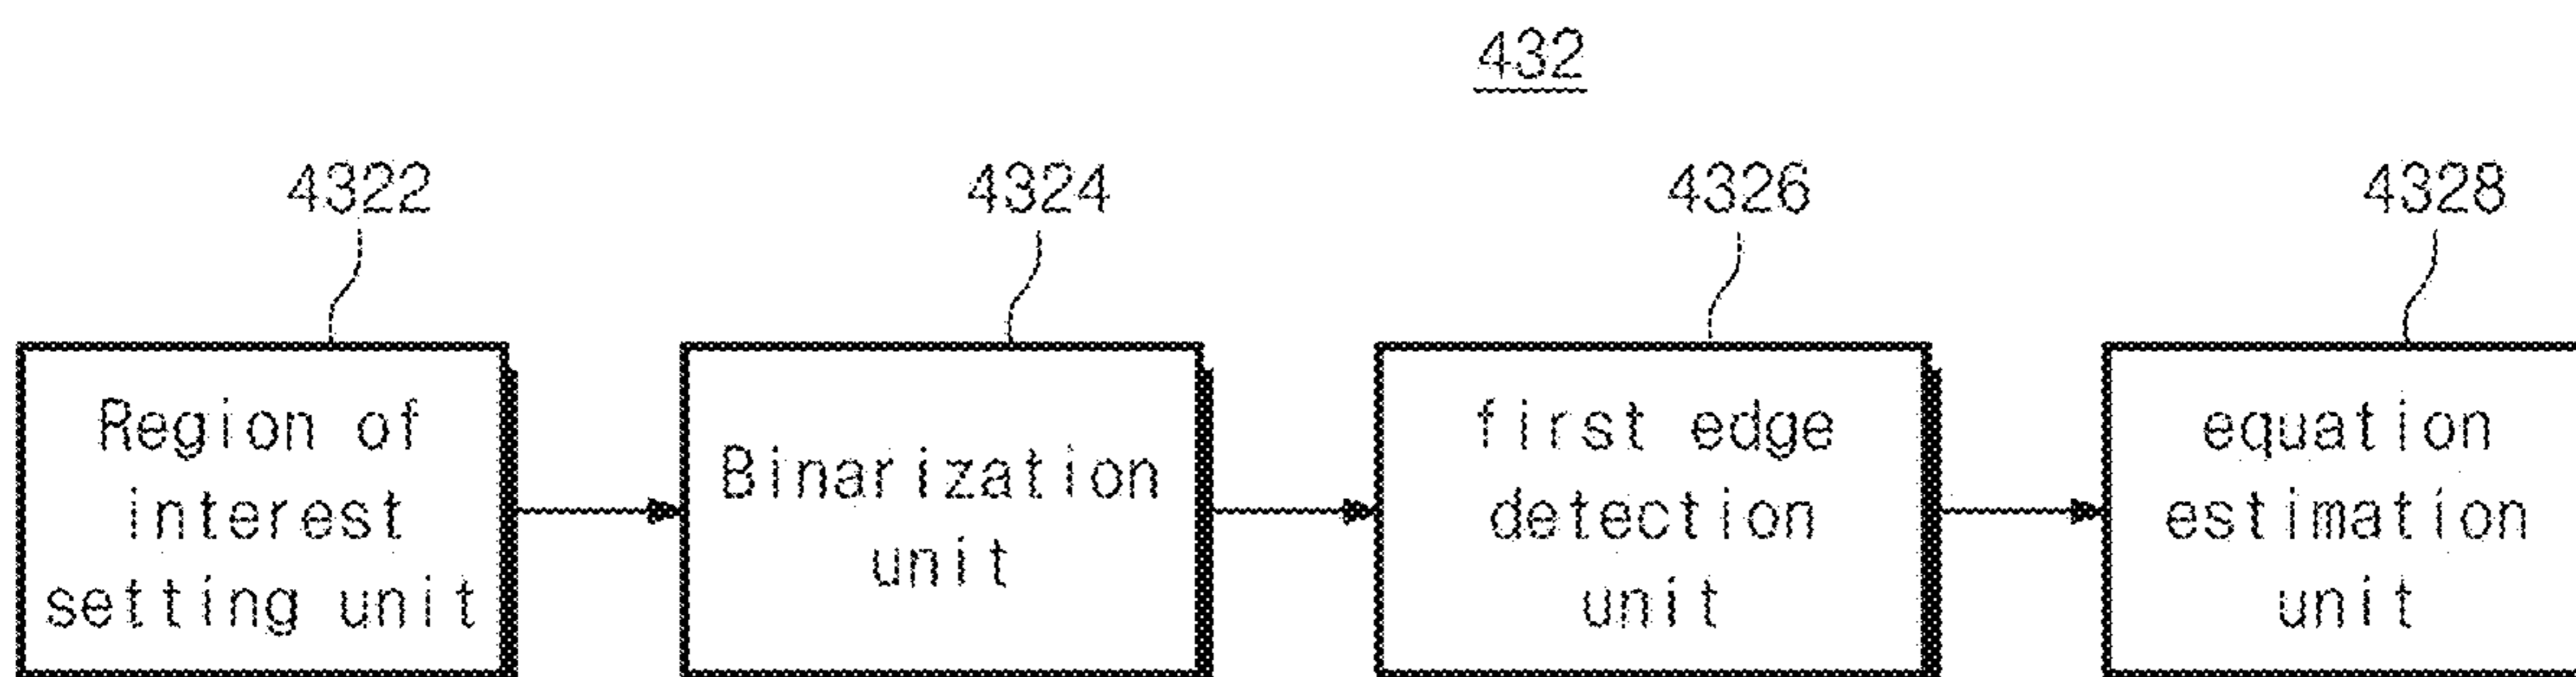 432
4322
4324
4326
4328
Region of
interest
setting unit
Binarization
unit
first edge
detection
unit
equation
estimation
unit